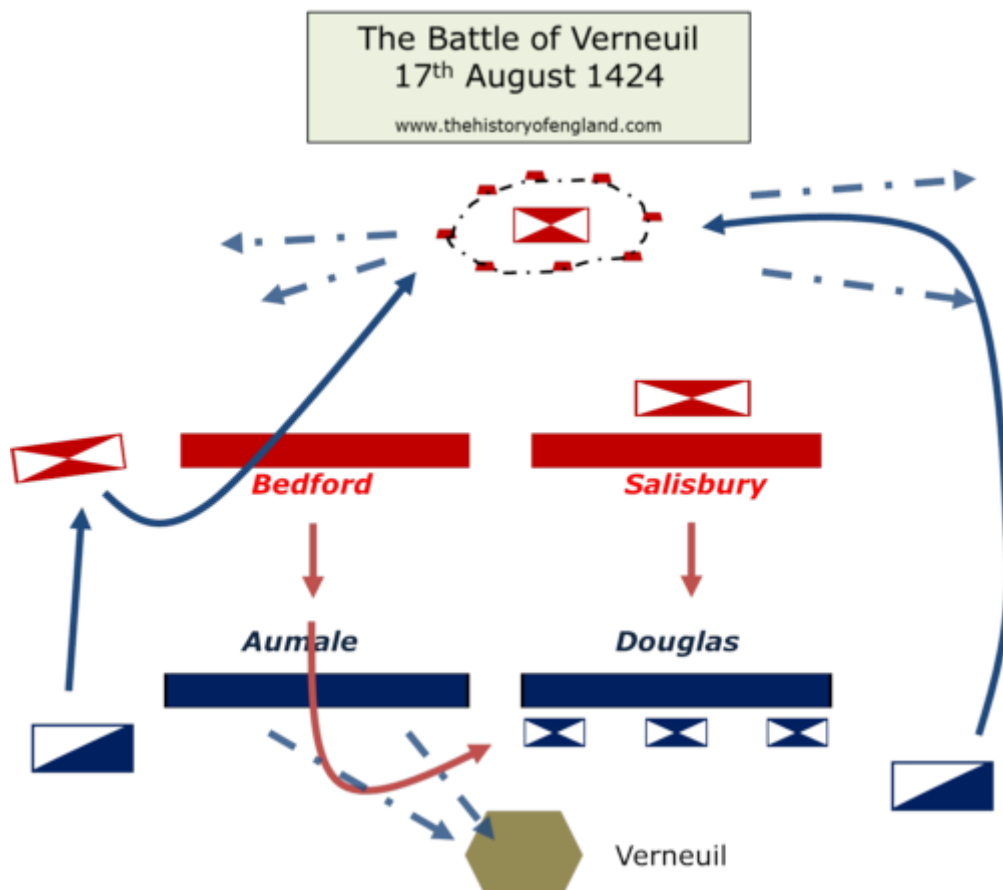 The Battle of Verneuil
17th August 1424
www.thehistoryofengland.com
Bedford
Salisbury
Aumale
Douglas
Verneuil